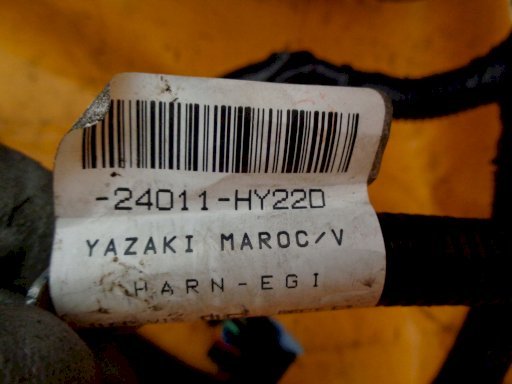 -24011-HY22D
YAZAKI MAROC/V
HARN-EGI